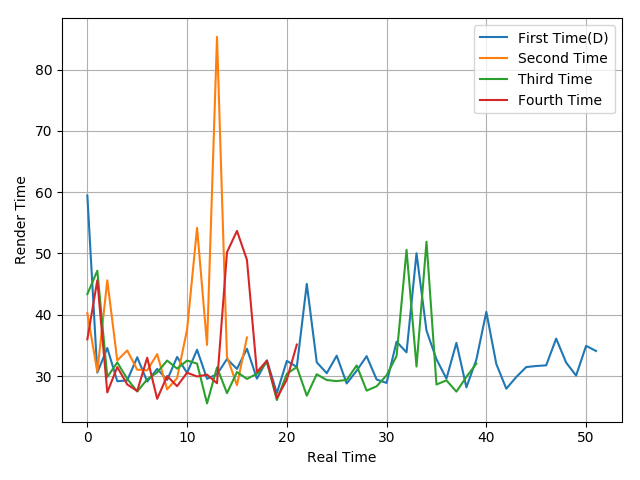 First Time(D)
Second Time
Third Time
Fourth Time
80
70
60
50
40
30
Render Time
0 10 20 30 40 50
Real Time